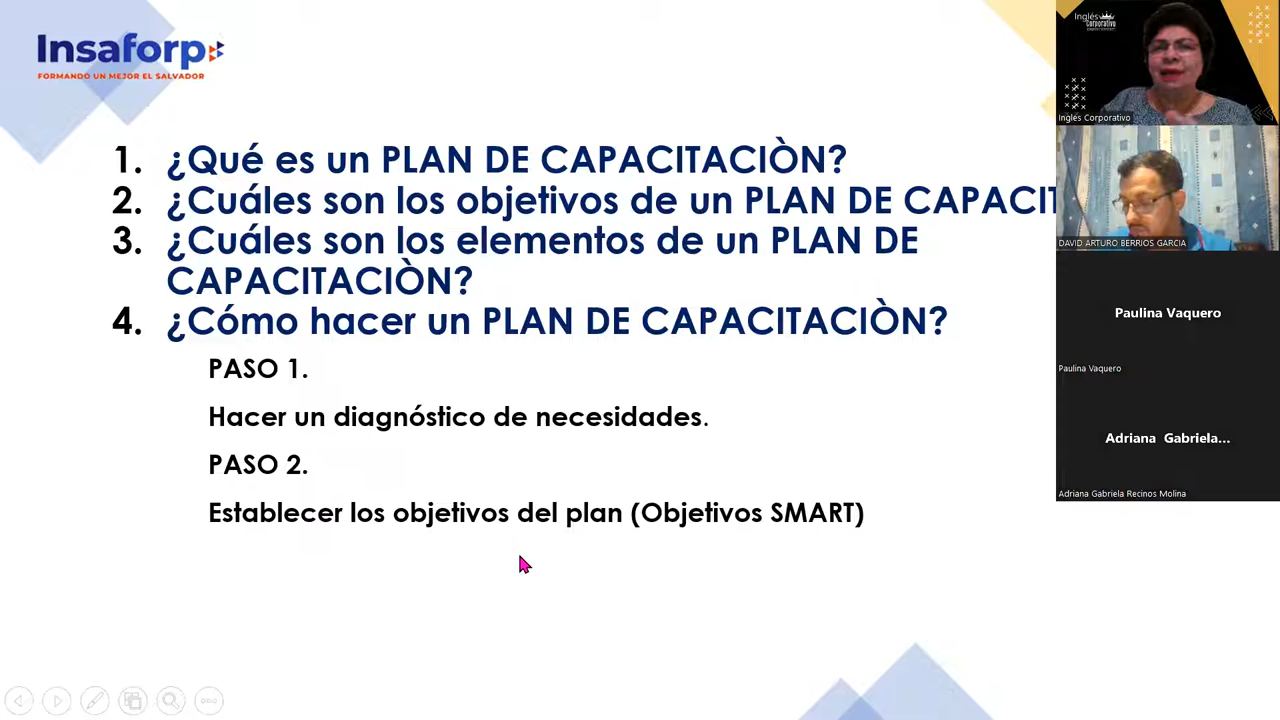 Insaforp
FORMANDO UN MEJOR EL SALVADOR
1. ¿Qué es un PLAN DE CAPACITACIÒN?
2. ¿Cuáles son los objetivos de un PLAN DE CAPACIT
3. ¿Cuáles son los elementos de un PLAN DE
CAPACITACIÒN?
4. ¿Cómo hacer un PLAN DE CAPACITACIÒN?
PASO 1.
Hacer un diagnóstico de necesidades.
PASO 2.
Establecer los objetivos del plan (Objetivos SMART)
Inglés
Corporativo
Inglés Corporativo
DAVID ARTURO BERRIOS GARCIA
Paulina Vaquero
Paulina Vaquero
Adriana Gabriela...
Adriana Gabriela Recinos Molina